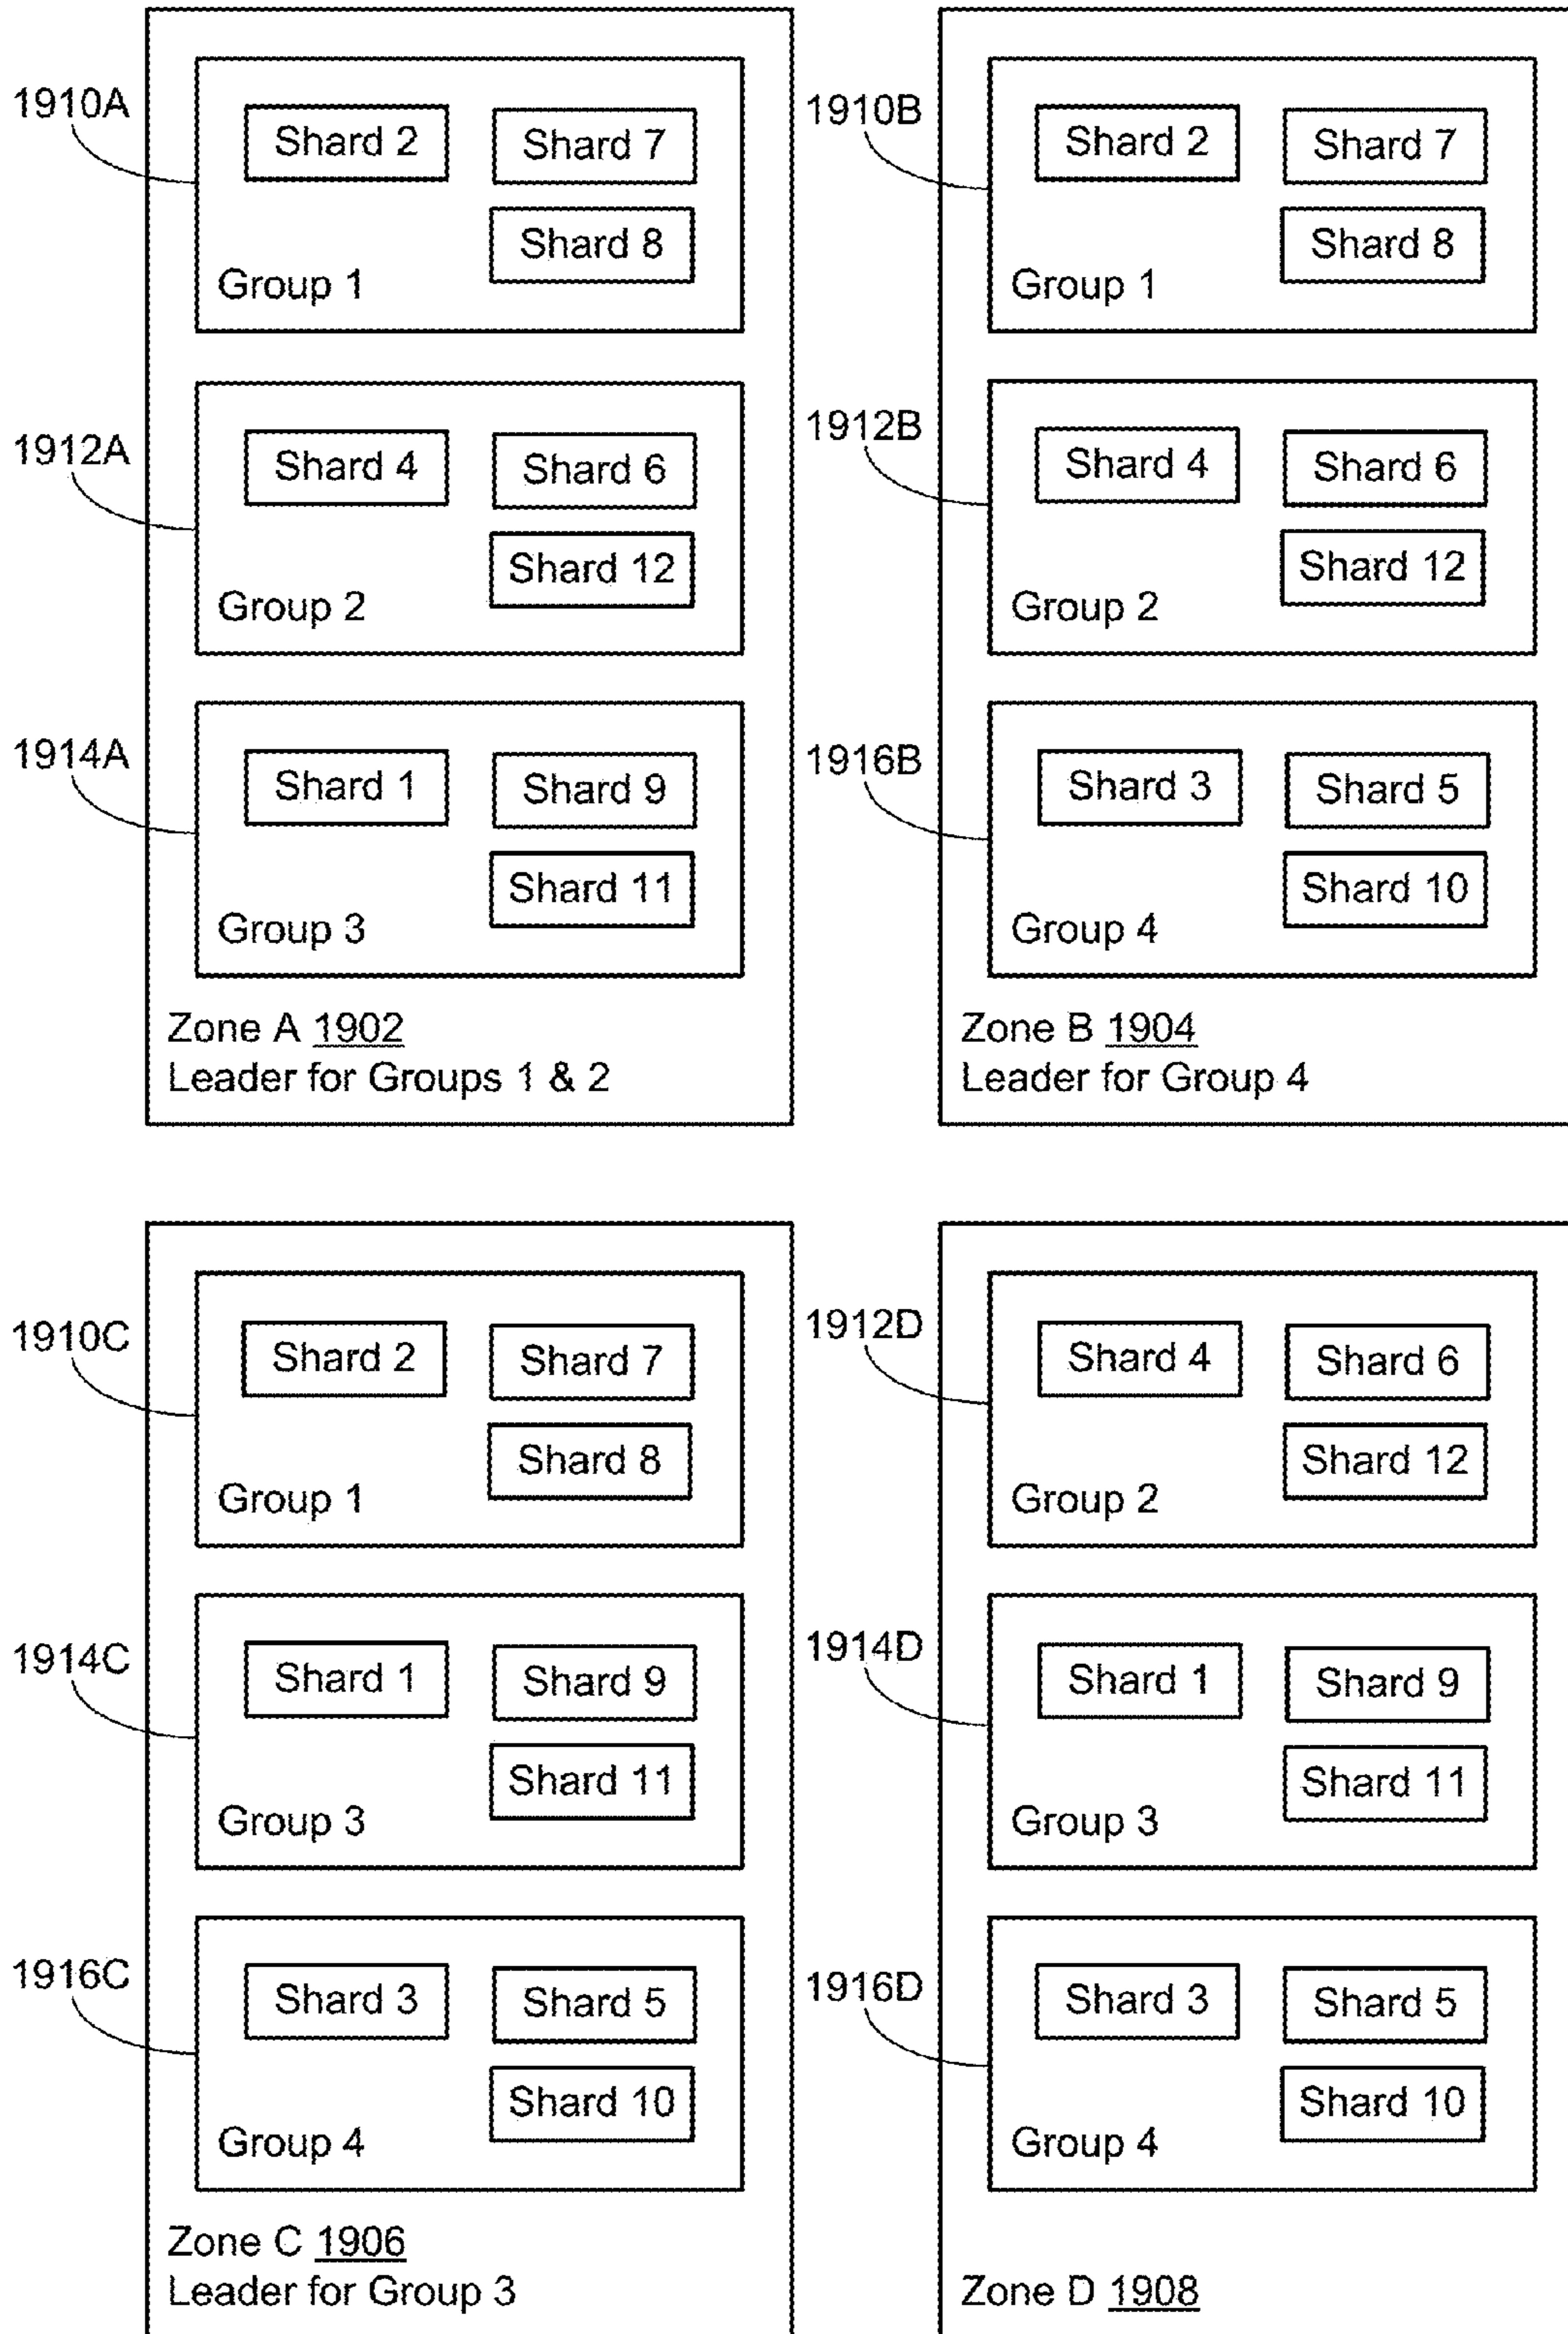 1910A
Shard 2
Shard 7
Shard 8
Group 1
1912A
Shard 4
Shard 6
Shard 12
Group 2
1914A
Shard 1
Shard 9
Shard 11
Group 3
Zone A 1902
Leader for Groups 1 & 2
1910B
Shard 2
Shard 7
Shard 8
Group 1
1912B
Shard 4
Shard 6
Shard 12
Group 2
1916B
Shard 3
Shard 5
Shard 10
Group 4
Zone B 1904
Leader for Group 4
1910C
Shard 2
Shard 7
Shard 8
Group 1
1914C
Shard 1
Shard 9
Shard 11
Group 3
1916C
Shard 3
Shard 5
Shard 10
Group 4
Zone C 1906
Leader for Group 3
1912D
Shard 4
Shard 6
Shard 12
Group 2
1914D
Shard 1
Shard 9
Shard 11
Group 3
1916D
Shard 3
Shard 5
Shard 10
Group 4
Zone D 1908